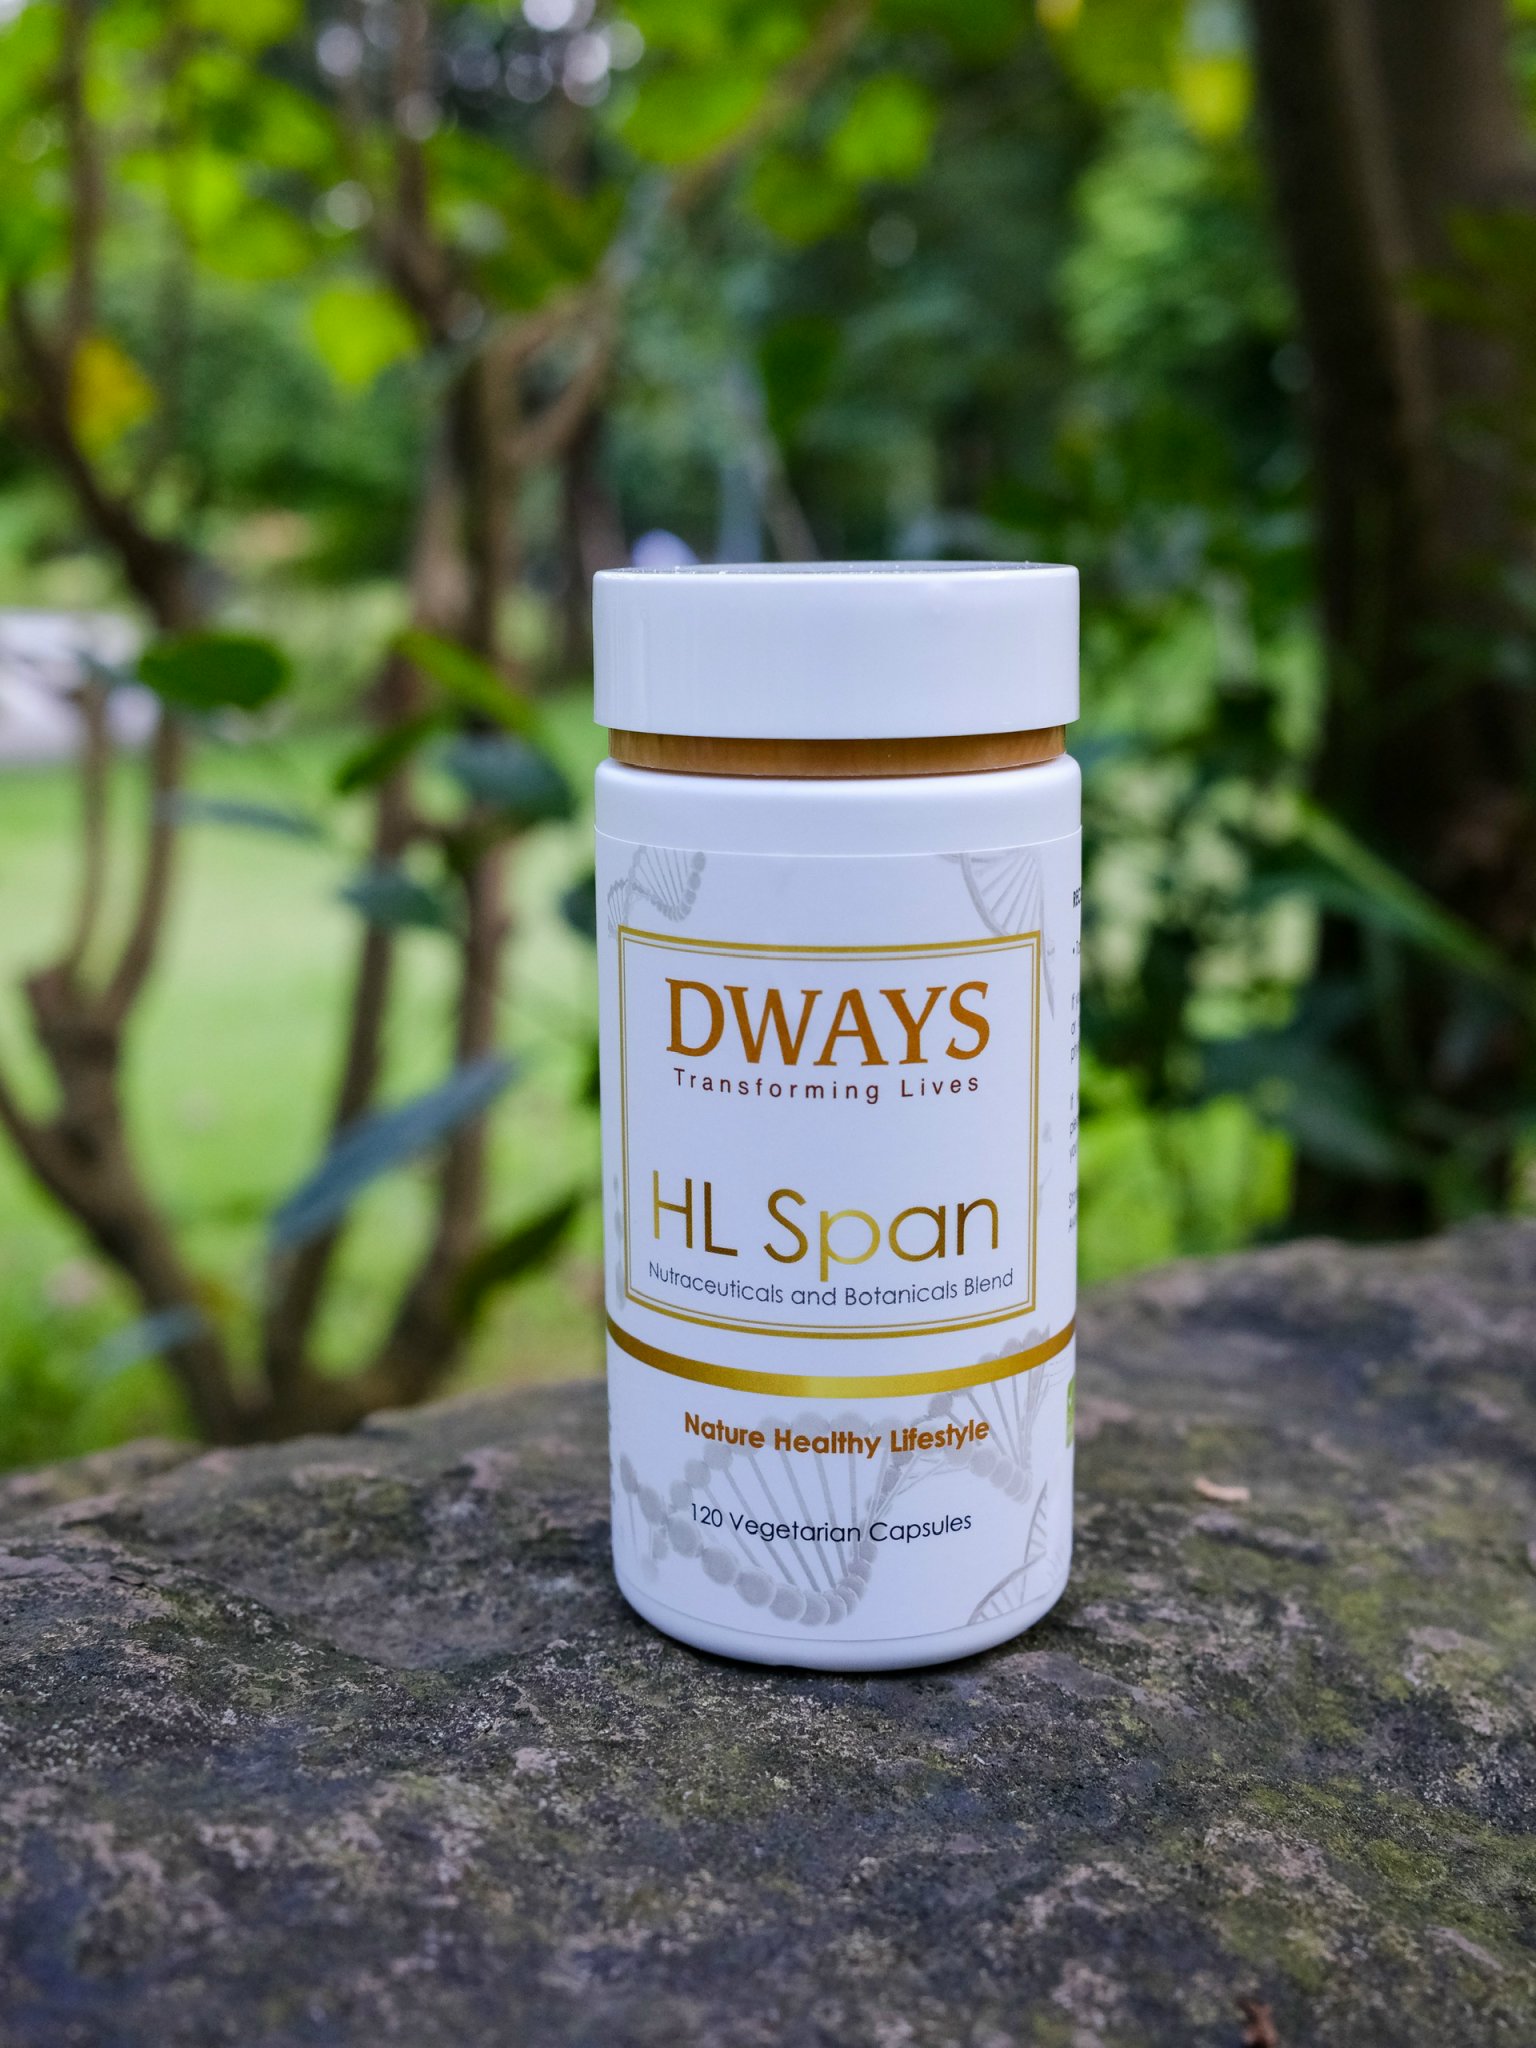 DWAYS
Transforming Lives
HL Span
Nutraceuticals and Botanicals Blend
Nature Healthy Lifestyle
120 Vegetarian Capsules